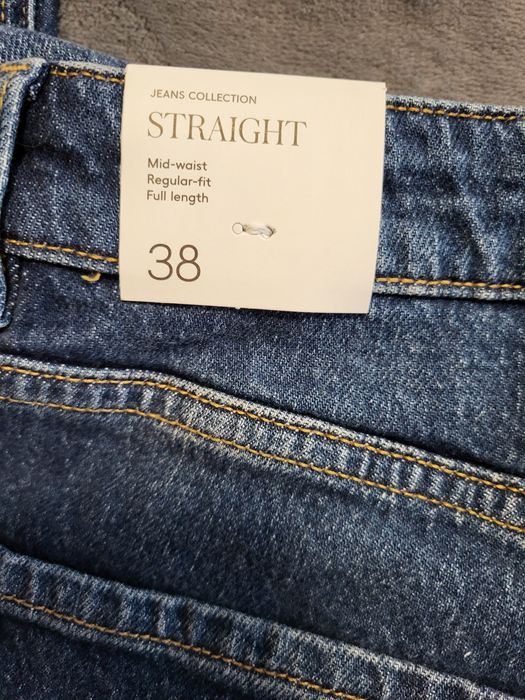 JEANS COLLECTION
STRAIGHT
Mid-waist
Regular-fit
Full length
38